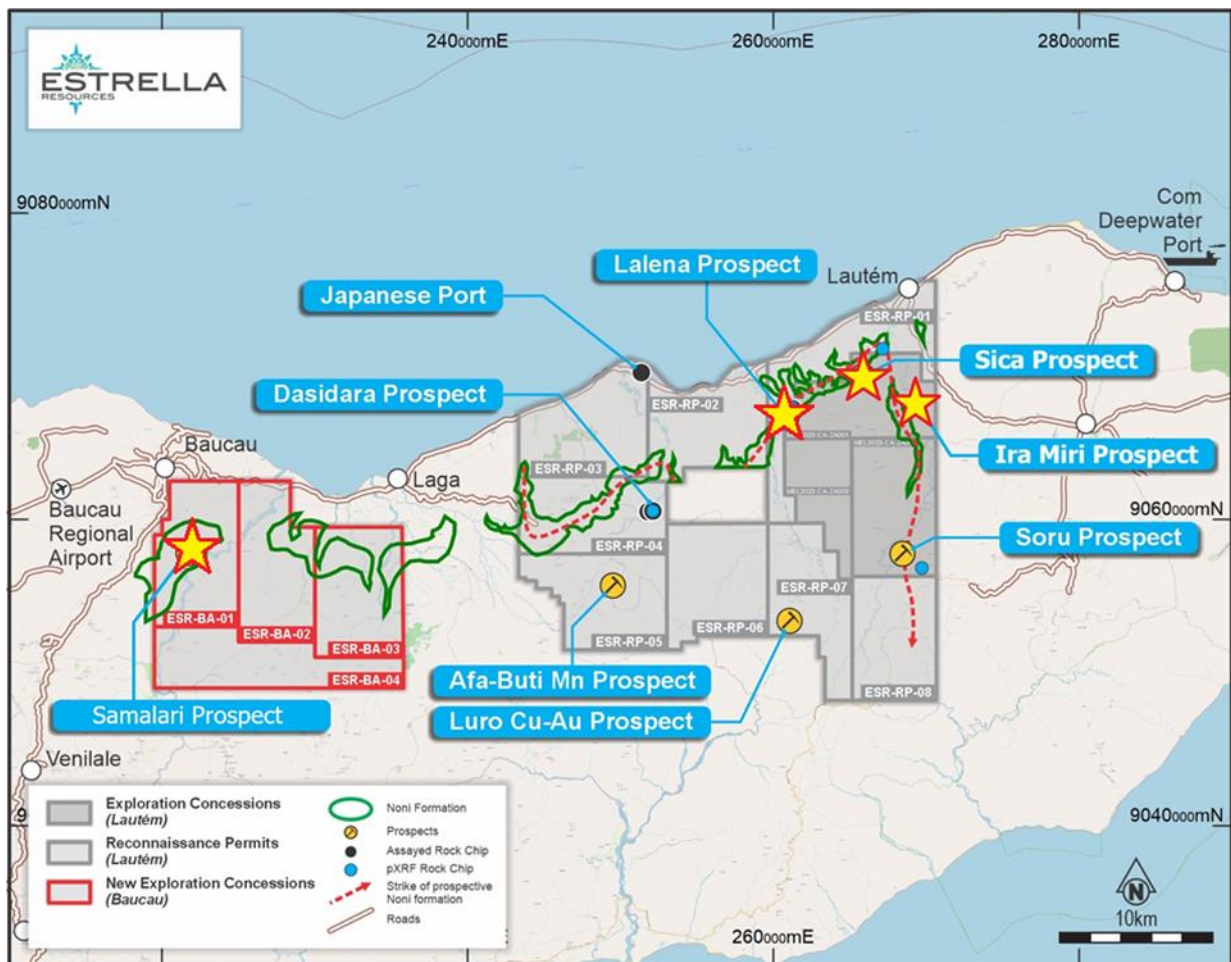 ESTRELLA
RESOURCES
240000mE
260000mE
280000mE
9080000mN
Com
Deepwater
Port
Lalena Prospect
Lautém
Japanese Port
ESR-RP-01
Sica Prospect
Dasidara Prospect
ESR-RP-02
Baucau
ESR-RP-03
Ira Miri Prospect
Laga
Baucau
Regional
Airport
9060000mN
ESR-RP-04
Soru Prospect
ESR-RP-07
ESR-BA-01
ESR-BA-02
ESR-RP-05
ESR-RP-06
ESR-BA-03
Afa-Buti Mn Prospect
ESR-BA-04
ESR-RP-08
Samalari Prospect
Luro Cu-Au Prospect
Venilale
Exploration Concessions
(Lautém)
Reconnaissance Permits
(Lautém)
New Exploration Concessions
(Baucau)
Noni Formation
Prospects
Assayed Rock Chip
pXRF Rock Chip
Strike of prospective
Noni formation
Roads
9040000mN
N
10km
260000mE